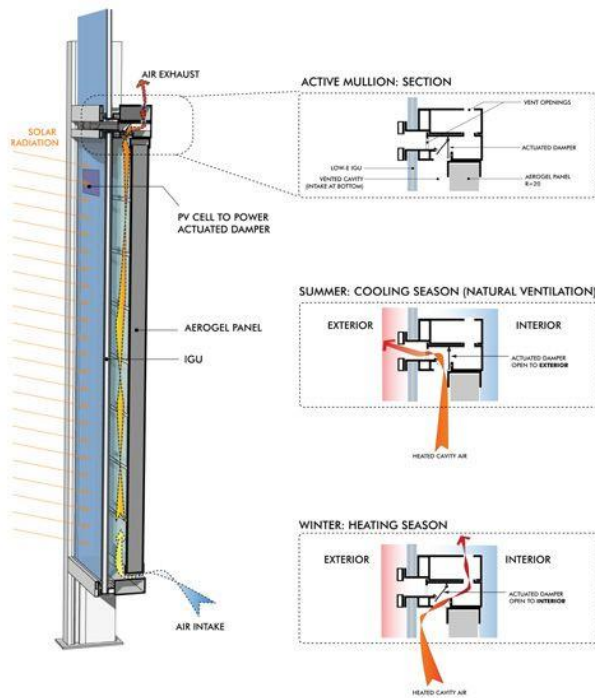 AIR EXHAUST
SOLAR
RADIATION
PV CELL TO POWER
ACTUATED DAMPER
AEROGEL PANEL
IGU
AIR INTAKE
ACTIVE MULLION: SECTION
VENT OPENINGS
ACTUATED DAMPER
LOW-E IGU
VENTED CAVITY
(INTAKE AT BOTTOM)
AEROGEL PANEL
R=20
SUMMER: COOLING SEASON (NATURAL VENTILATION)
EXTERIOR
INTERIOR
ACTUATED DAMPER
OPEN TO EXTERIOR
HEATED CAVITY AIR
WINTER: HEATING SEASON
EXTERIOR
INTERIOR
ACTUATED DAMPER
OPEN TO INTERIOR
HEATED CAVITY AIR